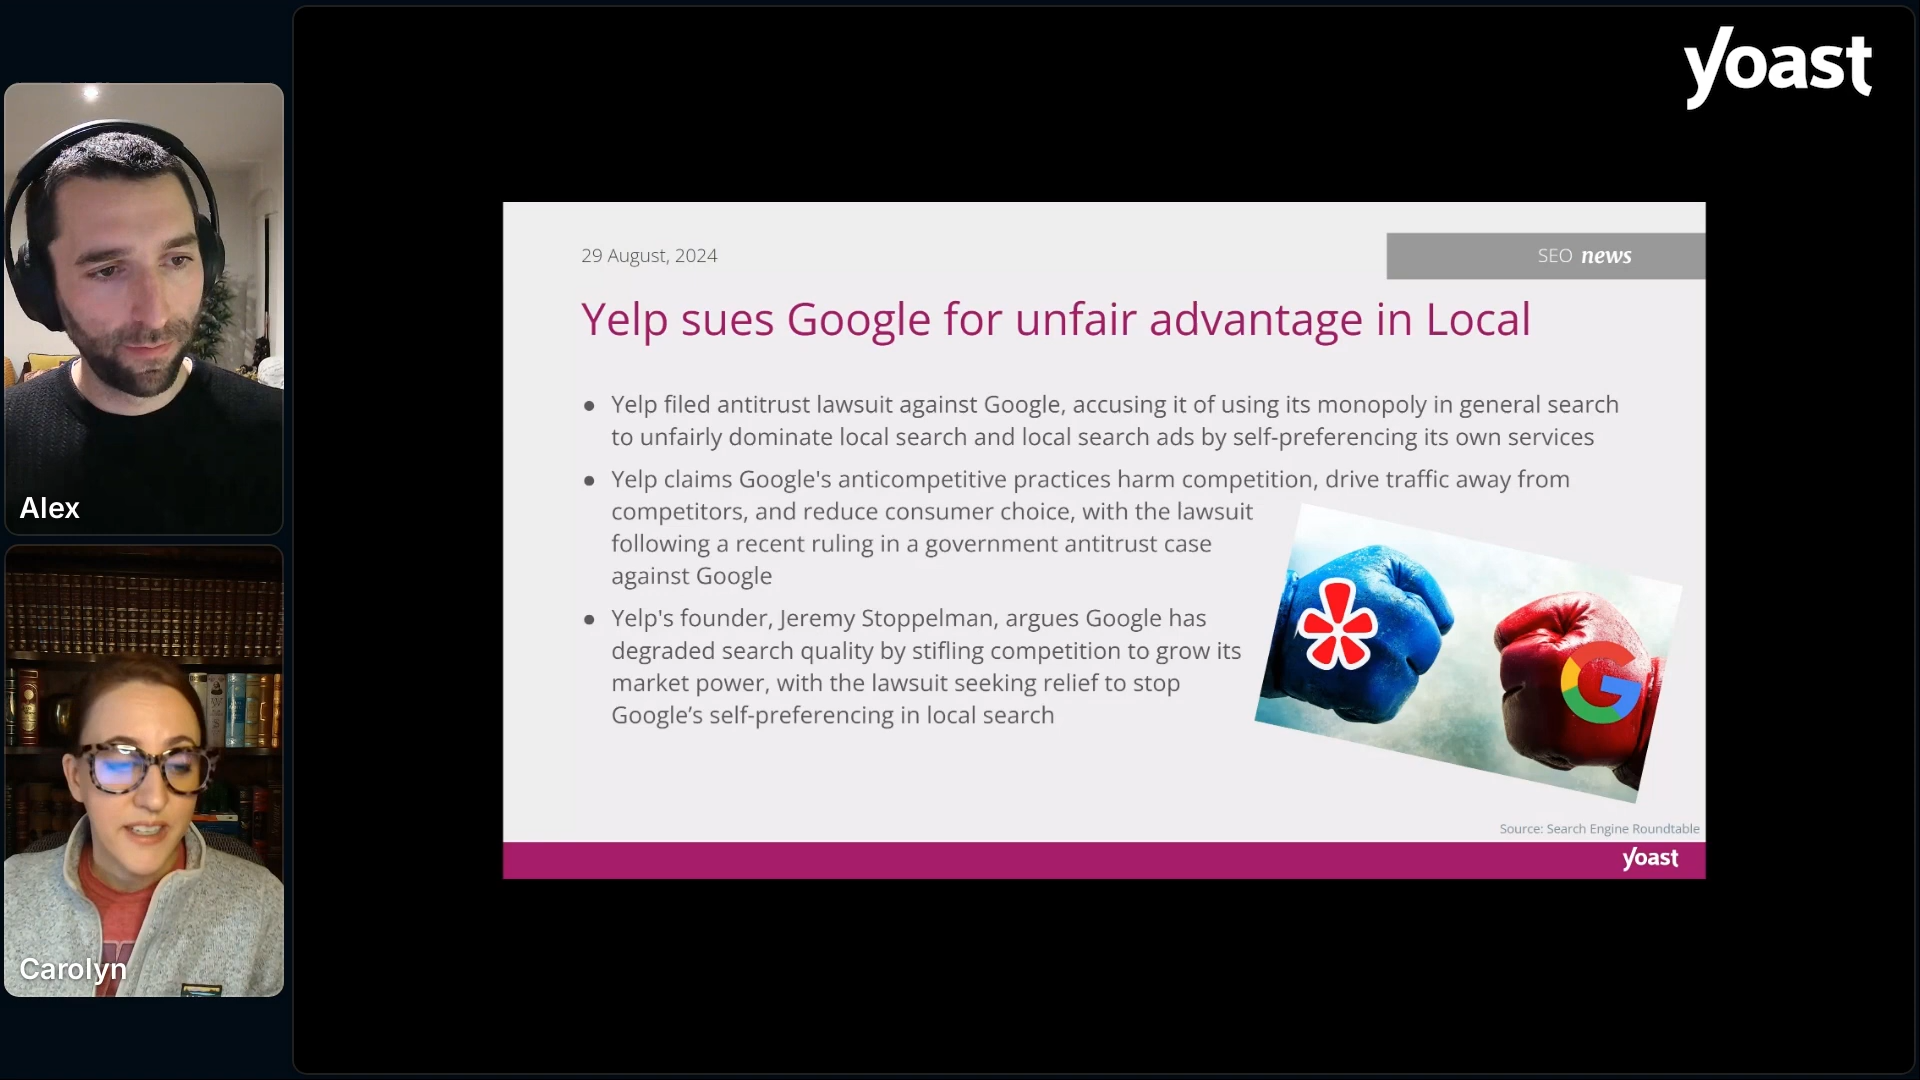 yoast
Alex
Carolyn
29 August, 2024
SEO news
Yelp sues Google for unfair advantage in Local
● Yelp filed antitrust lawsuit against Google, accusing it of using its monopoly in general search
to unfairly dominate local search and local search ads by self-preferencing its own services
● Yelp claims Google's anticompetitive practices harm competition, drive traffic away from
competitors, and reduce consumer choice, with the lawsuit
following a recent ruling in a government antitrust case
against Google
● Yelp's founder, Jeremy Stoppelman, argues Google has
degraded search quality by stifling competition to grow its
market power, with the lawsuit seeking relief to stop
Google’s self-preferencing in local search
G
Source: Search Engine Roundtable
yoast